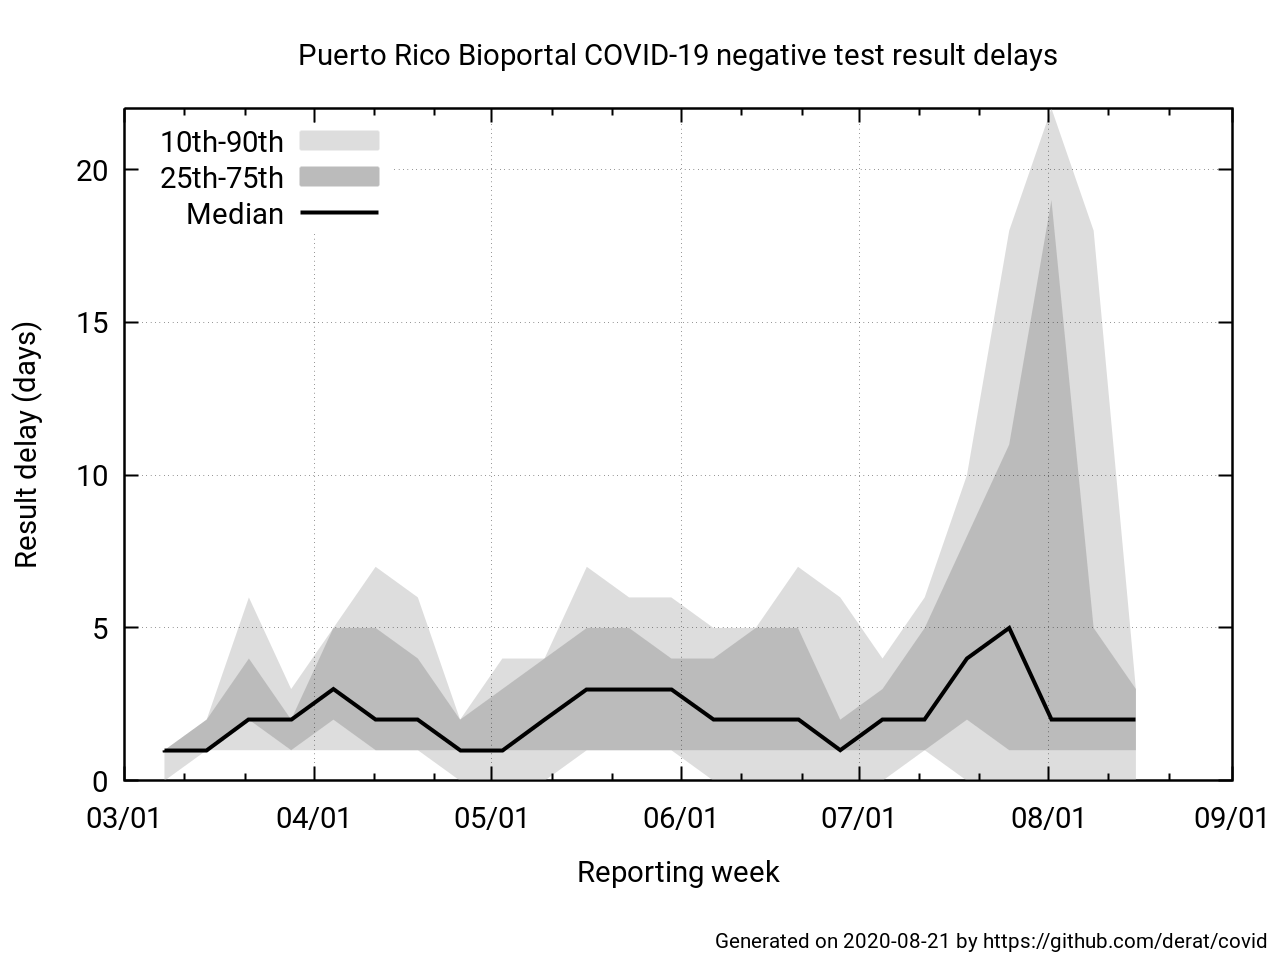 Puerto Rico Bioportal COVID-19 negative test result delays
10th-90th
25th-75th
Median
20
15
10
5
0
Result delay (days)
03/01 04/01 05/01 06/01 07/01 08/01 09/01
Reporting week
Generated on 2020-08-21 by https://github.com/derat/covid